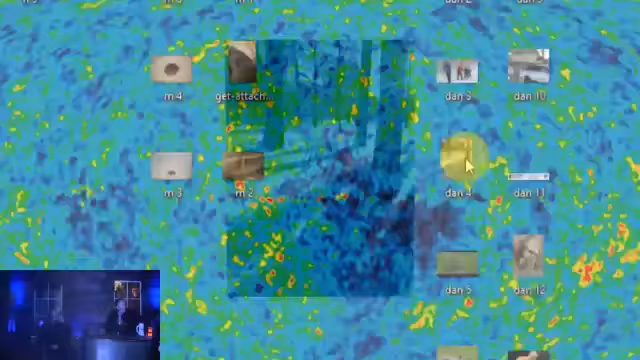 m 4
get-attach...
dan 3
dan 10
m 3
m 2
dan 4
dan 11
dan 5
dan 12